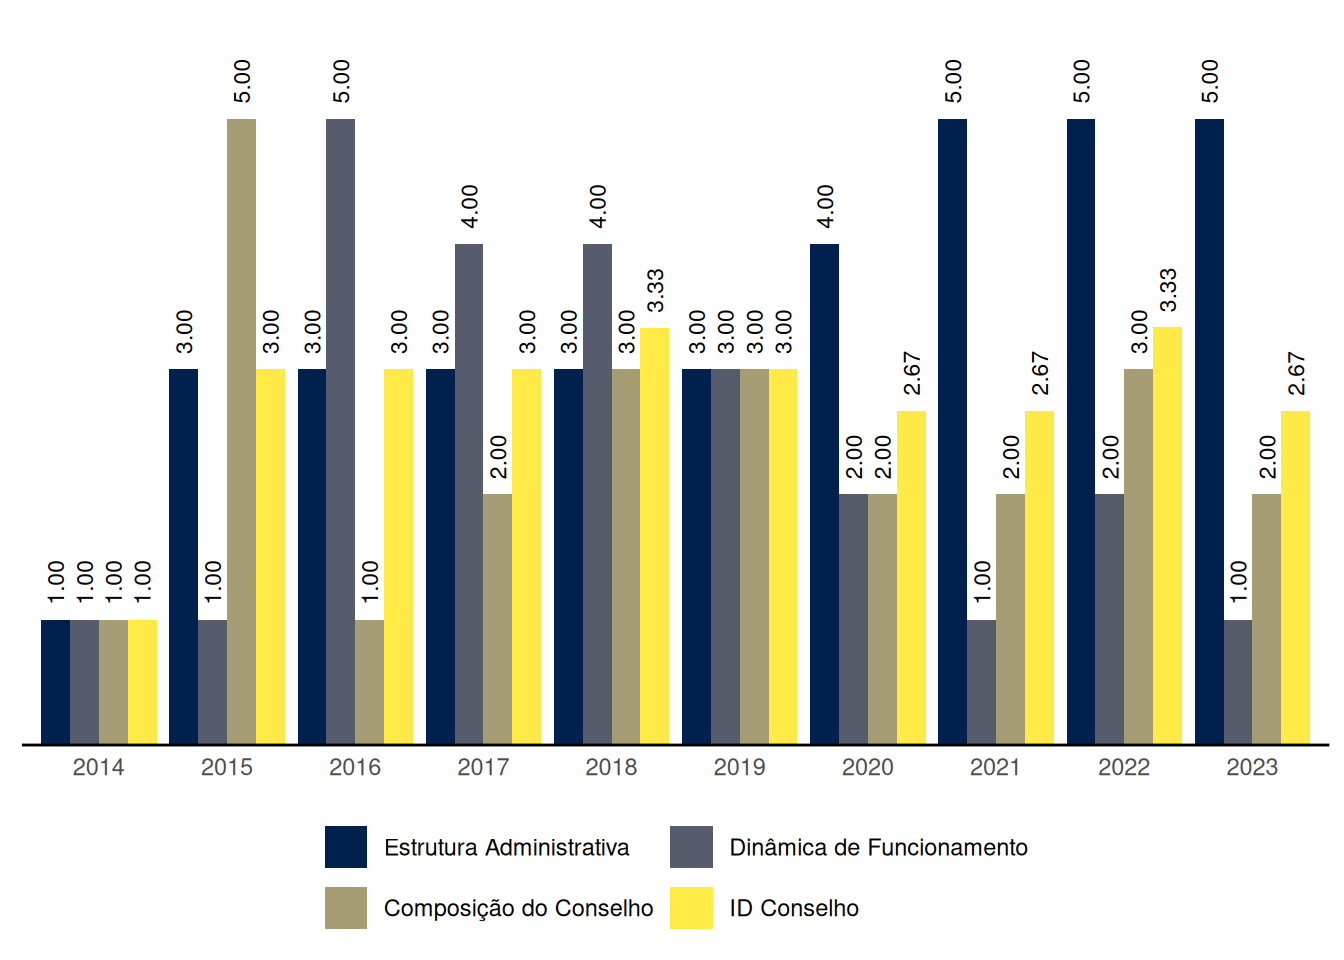 1.00 1.00 1.00 1.00
3.00 1.00 5.00 3.00
3.00 5.00 1.00 3.00
3.00 4.00 2.00 3.00
3.00 4.00 3.00 3.33
3.00 3.00 3.00 3.00
4.00 2.00 2.00 2.67
5.00 1.00 2.00 2.67
5.00 2.00 3.00 3.33
5.00 1.00 2.00 2.67
2014 2015 2016 2017 2018 2019 2020 2021 2022 2023
Estrutura Administrativa Dinâmica de Funcionamento
Composição do Conselho ID Conselho